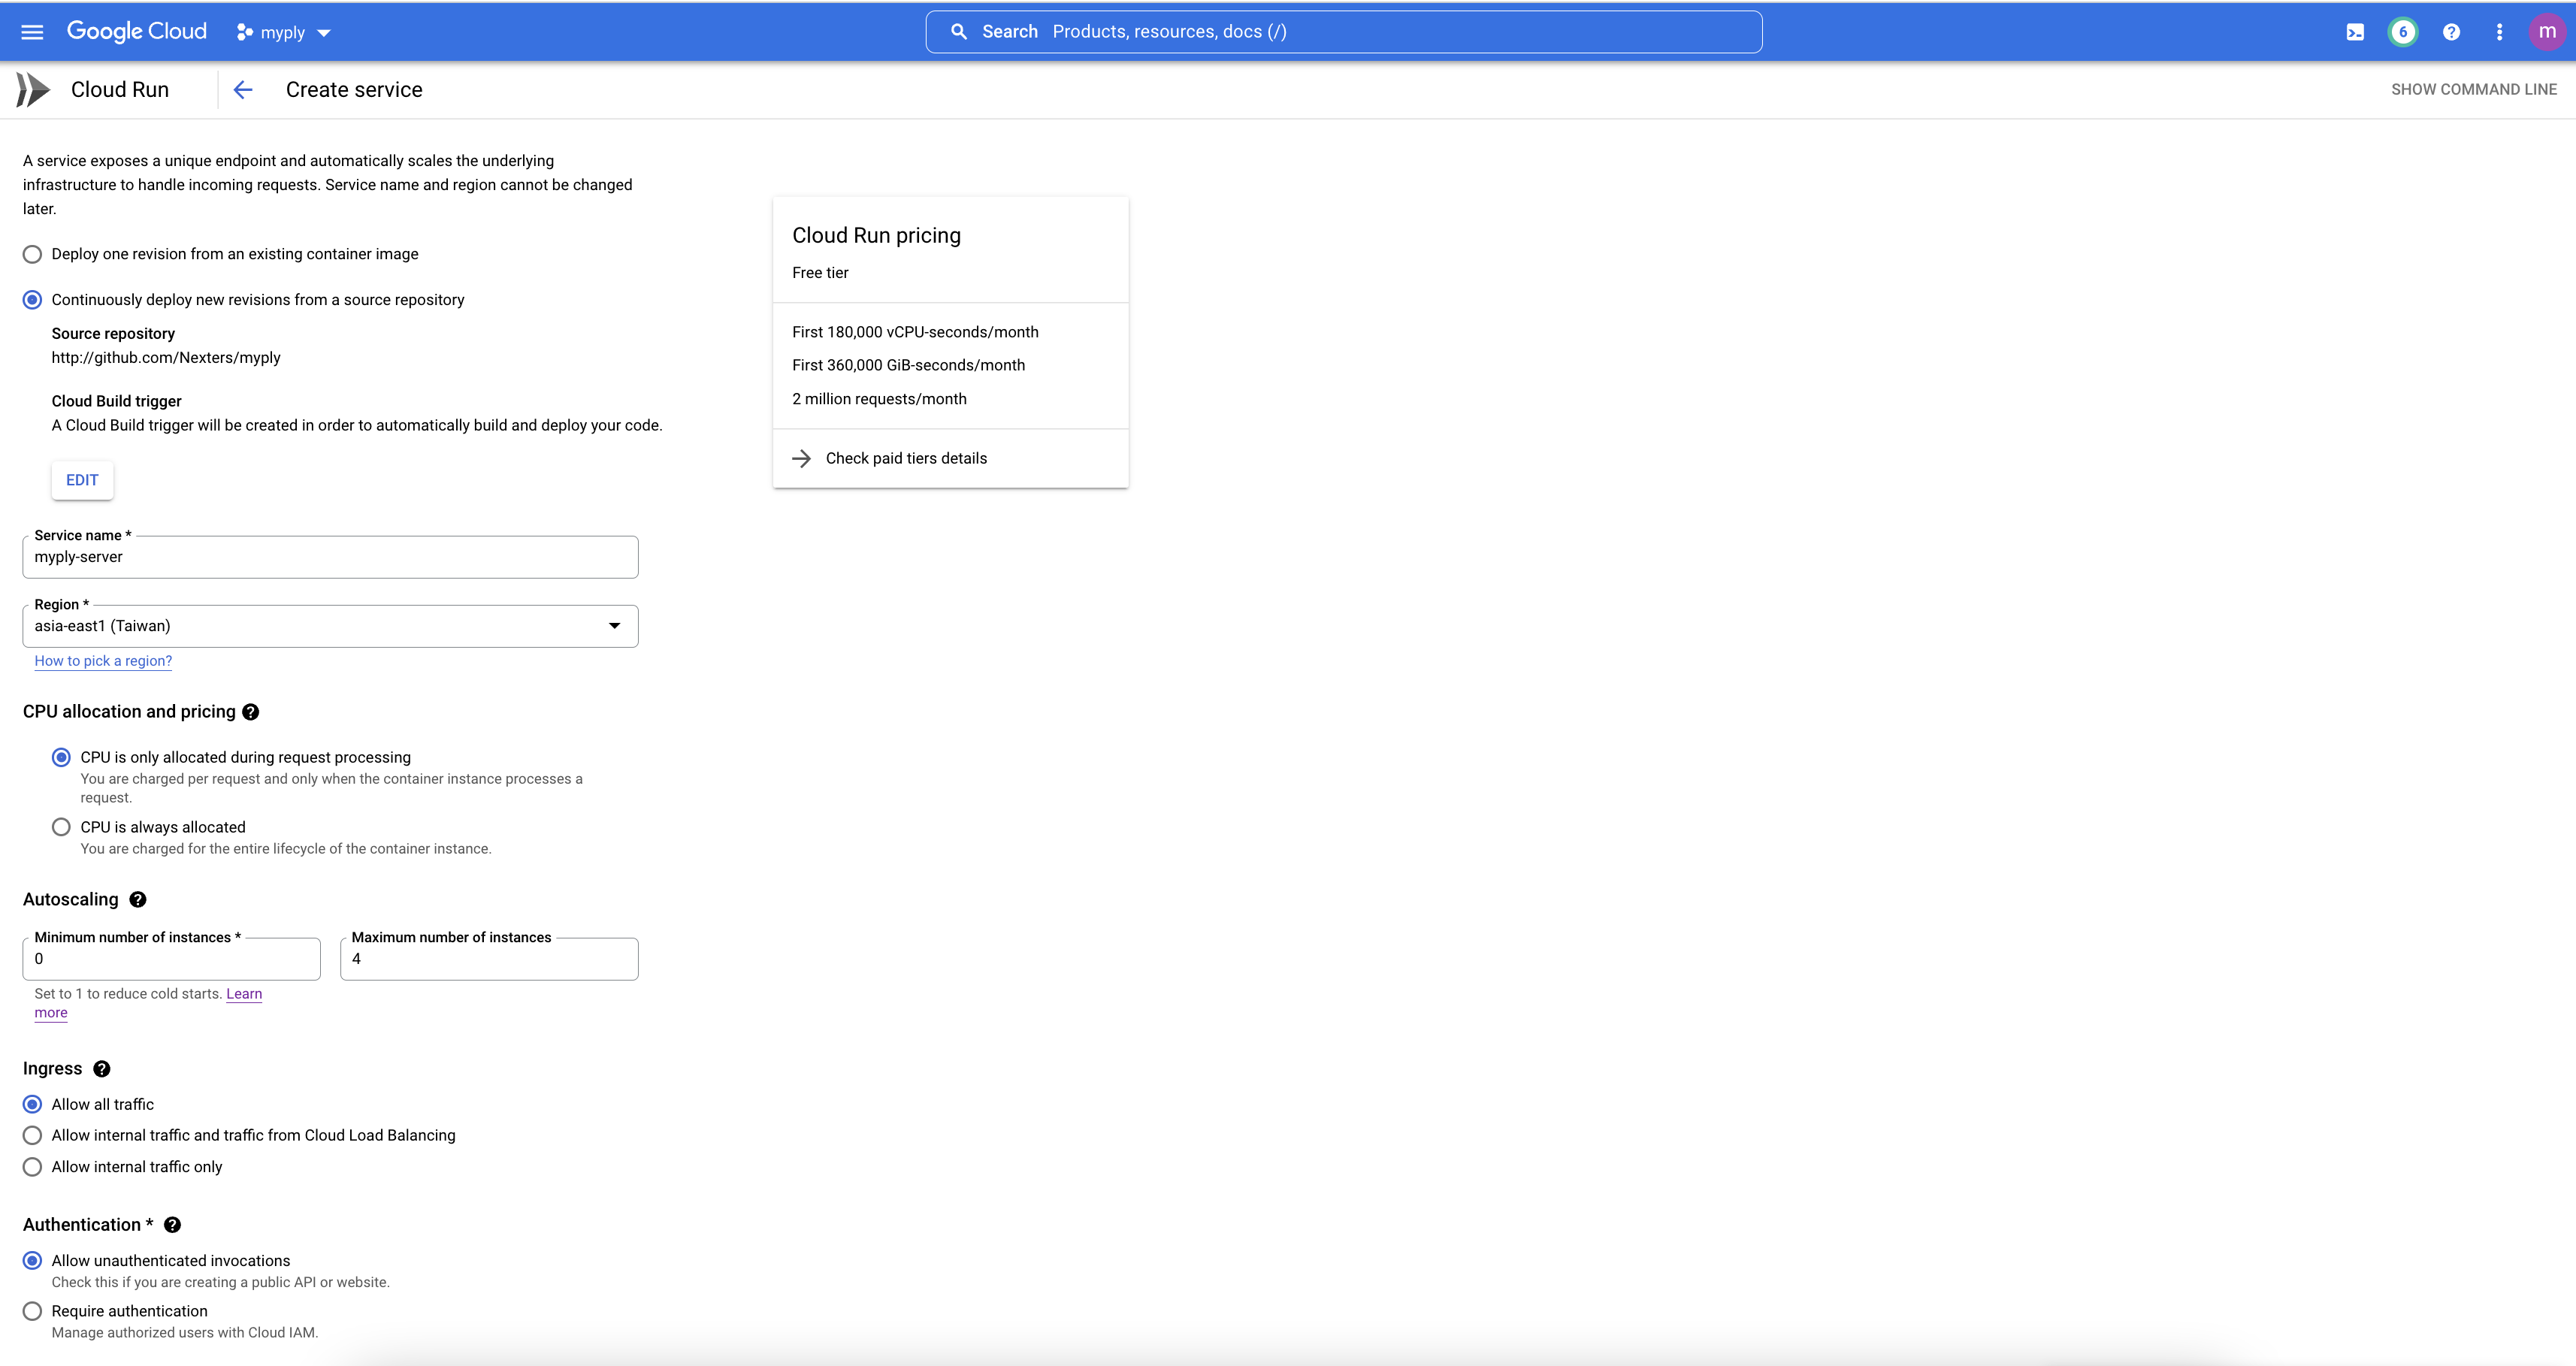 Google Cloud
myply
Search Products, resources, docs (/)
6
m
Cloud Run
Create service
SHOW COMMAND LINE
A service exposes a unique endpoint and automatically scales the underlying
infrastructure to handle incoming requests. Service name and region cannot be changed
later.
Deploy one revision from an existing container image
Continuously deploy new revisions from a source repository
Source repository
http://github.com/Nexters/myply
Cloud Build trigger
A Cloud Build trigger will be created in order to automatically build and deploy your code.
EDIT
Service name *
myply-server
Region *
asia-east1 (Taiwan)
How to pick a region?
CPU allocation and pricing
CPU is only allocated during request processing
You are charged per request and only when the container instance processes a
request.
CPU is always allocated
You are charged for the entire lifecycle of the container instance.
Autoscaling
Minimum number of instances *
0
Maximum number of instances
4
Set to 1 to reduce cold starts. Learn
more
Ingress
Allow all traffic
Allow internal traffic and traffic from Cloud Load Balancing
Allow internal traffic only
Authentication *
Allow unauthenticated invocations
Check this if you are creating a public API or website.
Require authentication
Manage authorized users with Cloud IAM.
Cloud Run pricing
Free tier
First 180,000 vCPU-seconds/month
First 360,000 GiB-seconds/month
2 million requests/month
Check paid tiers details